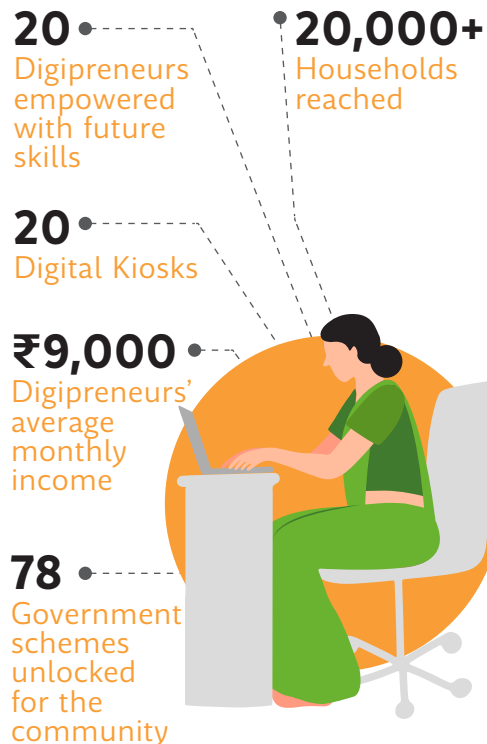 20
Digipreneurs
empowered
with future
skills
20,000+
Households
reached
20
Digital Kiosks
₹9,000
Digipreneurs’
average
monthly
income
78
Government
schemes
unlocked
for the
community